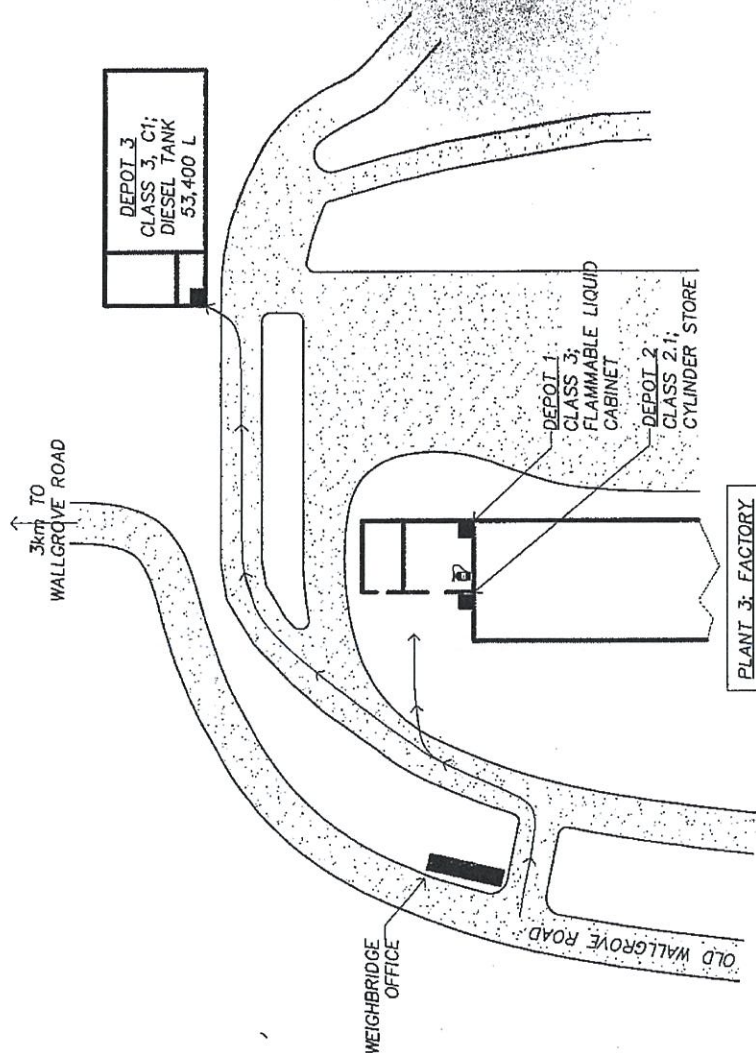 3km TO
WALLGROVE ROAD
DEPOT 3
CLASS 3, C1;
DIESEL TANK
53,400 L
DEPOT 1
CLASS 3;
FLAMMABLE LIQUID
CABINET
DEPOT 2
CLASS 2.1;
CYLINDER STORE
WEIGHBRIDGE
OFFICE
OLD WALLGROVE ROAD
PLANT 3: FACTORY